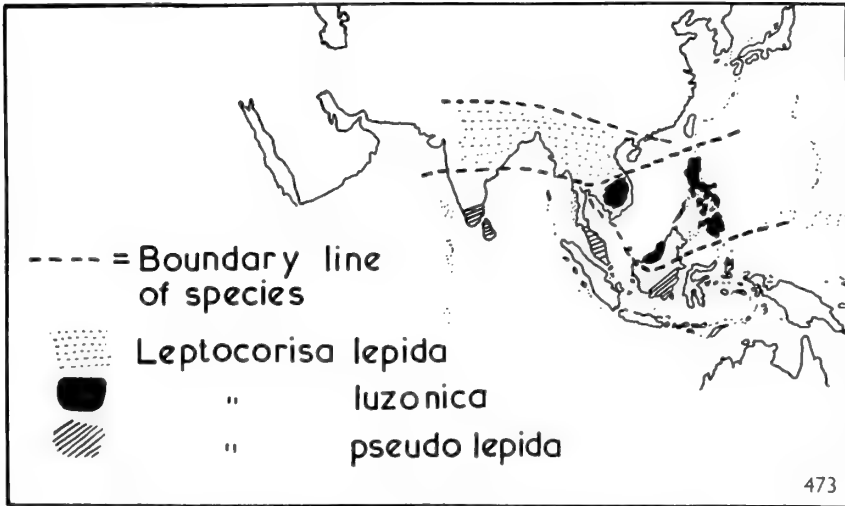 ---- = Boundary line
of species
Leptocorisa lepida
" luzonica
" pseudo lepida
473